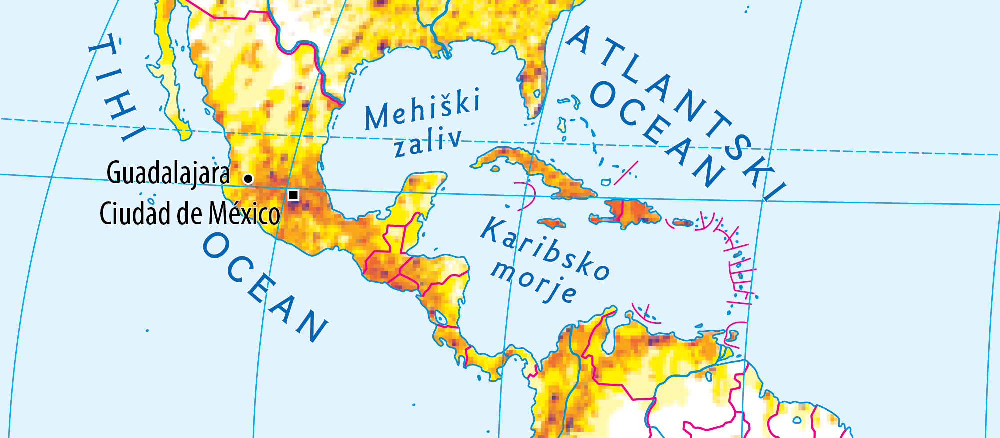 TIHI
OCEAN
ATLANTSKI
OCEAN
Mehiški
zaliv
Guadalajara
Ciudad de México
Karibsko
morje